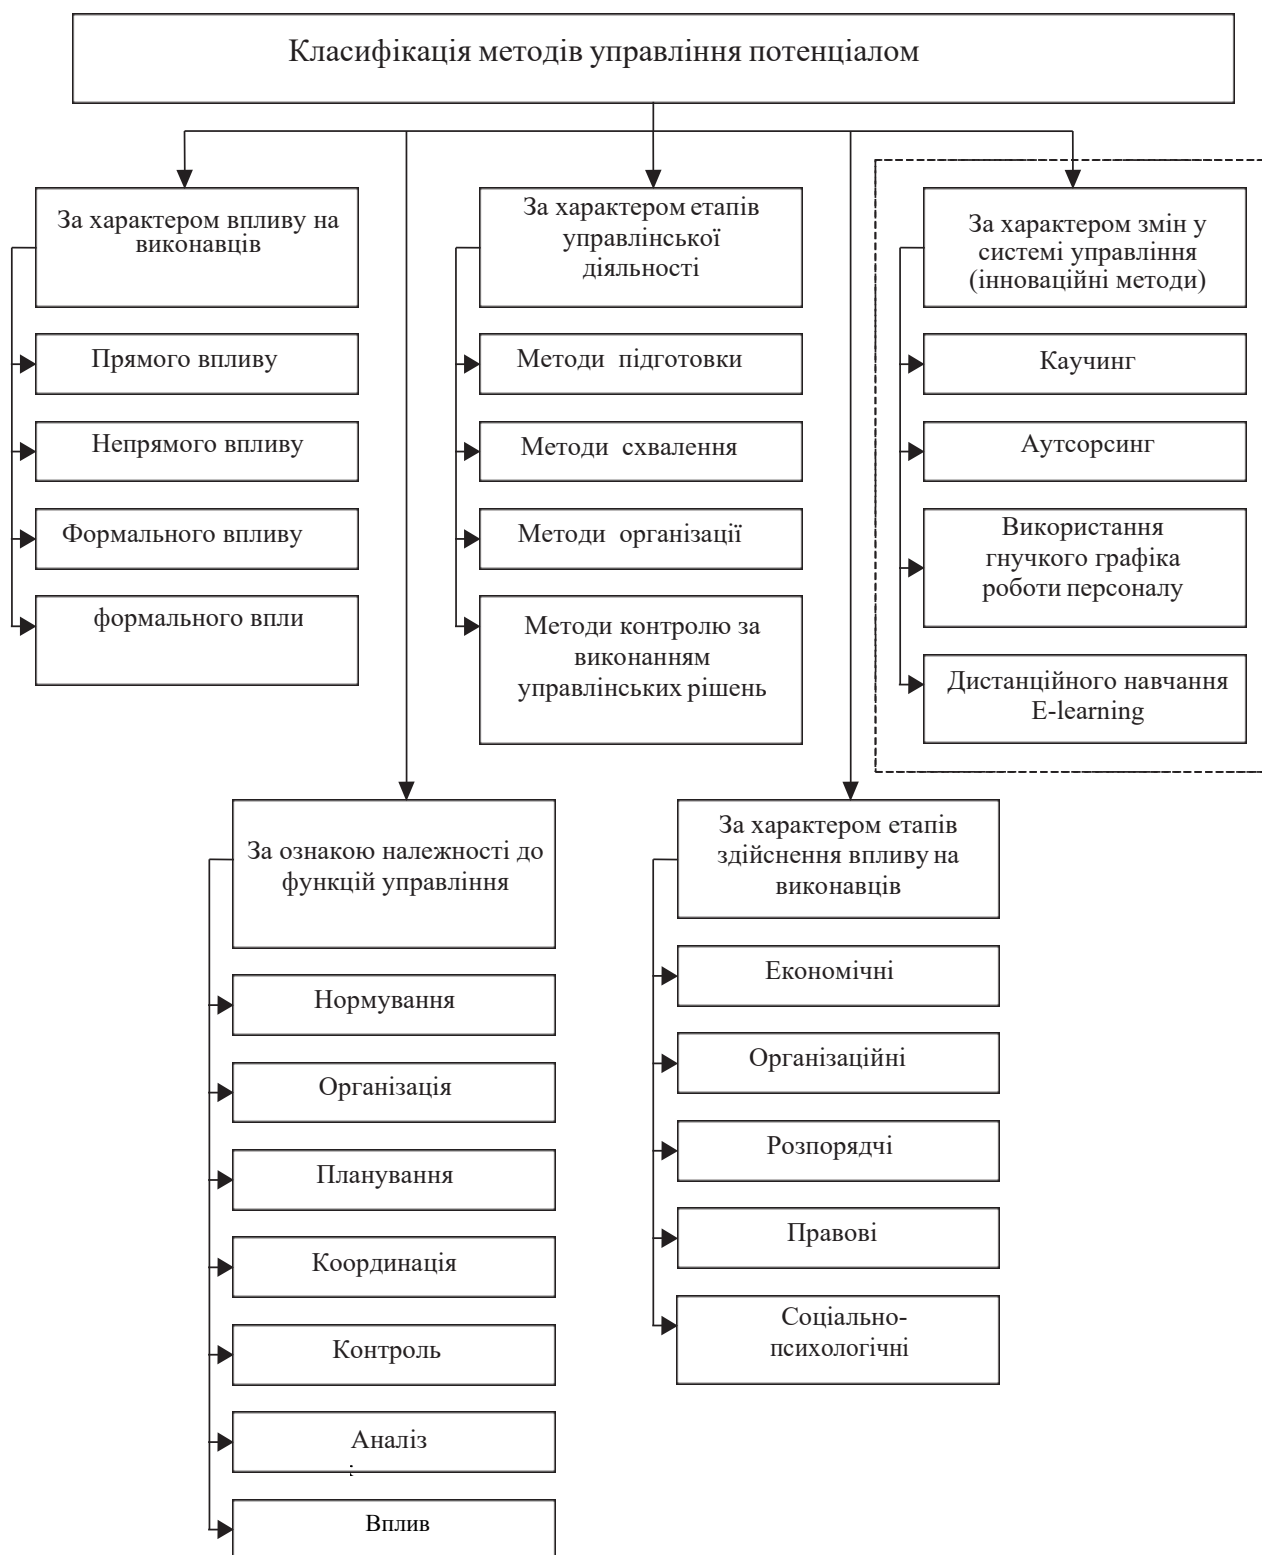 Класифікація методів управління потенціалом
За характером впливу на
виконавців
Прямого впливу
Непрямого впливу
Формального впливу
формального впли
За характером етапів
управлінської
діяльності
Методи підготовки
Методи схвалення
Методи організації
Методи контролю за
виконанням
управлінських рішень
За характером змін у
системі управління
(інноваційні методи)
Каучинг
Аутсорсинг
Використання
гнучкого графіка
роботи персоналу
Дистанційного навчання
E-learning
За ознакою належності до
функцій управління
Нормування
Організація
Планування
Координація
Контроль
Аналіз
Вплив
За характером етапів
здійснення впливу на
виконавців
Економічні
Організаційні
Розпорядчі
Правові
Соціально-
психологічні